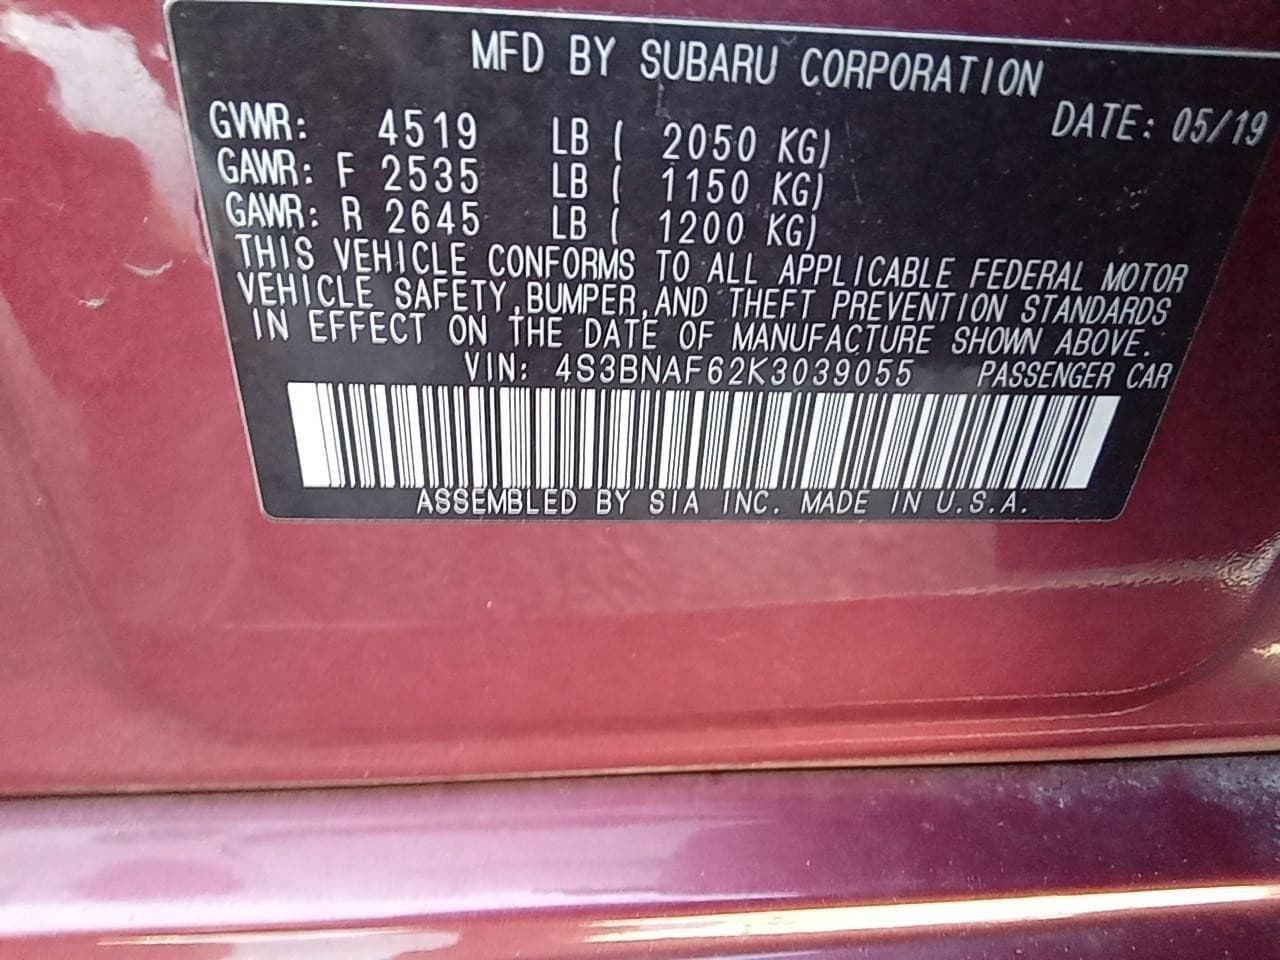 MFD BY SUBARU CORPORATION
DATE: 05/19
GVWR: 4519 LB ( 2050 KG)
GAWR: F 2535 LB ( 1150 KG)
GAWR: R 2645 LB ( 1200 KG)
THIS VEHICLE CONFORMS TO ALL APPLICABLE FEDERAL MOTOR
VEHICLE SAFETY,BUMPER,AND THEFT PREVENTION STANDARDS
IN EFFECT ON THE DATE OF MANUFACTURE SHOWN ABOVE.
VIN: 4S3BNAF62K3039055 PASSENGER CAR
ASSEMBLED BY SIA INC. MADE IN U.S.A.